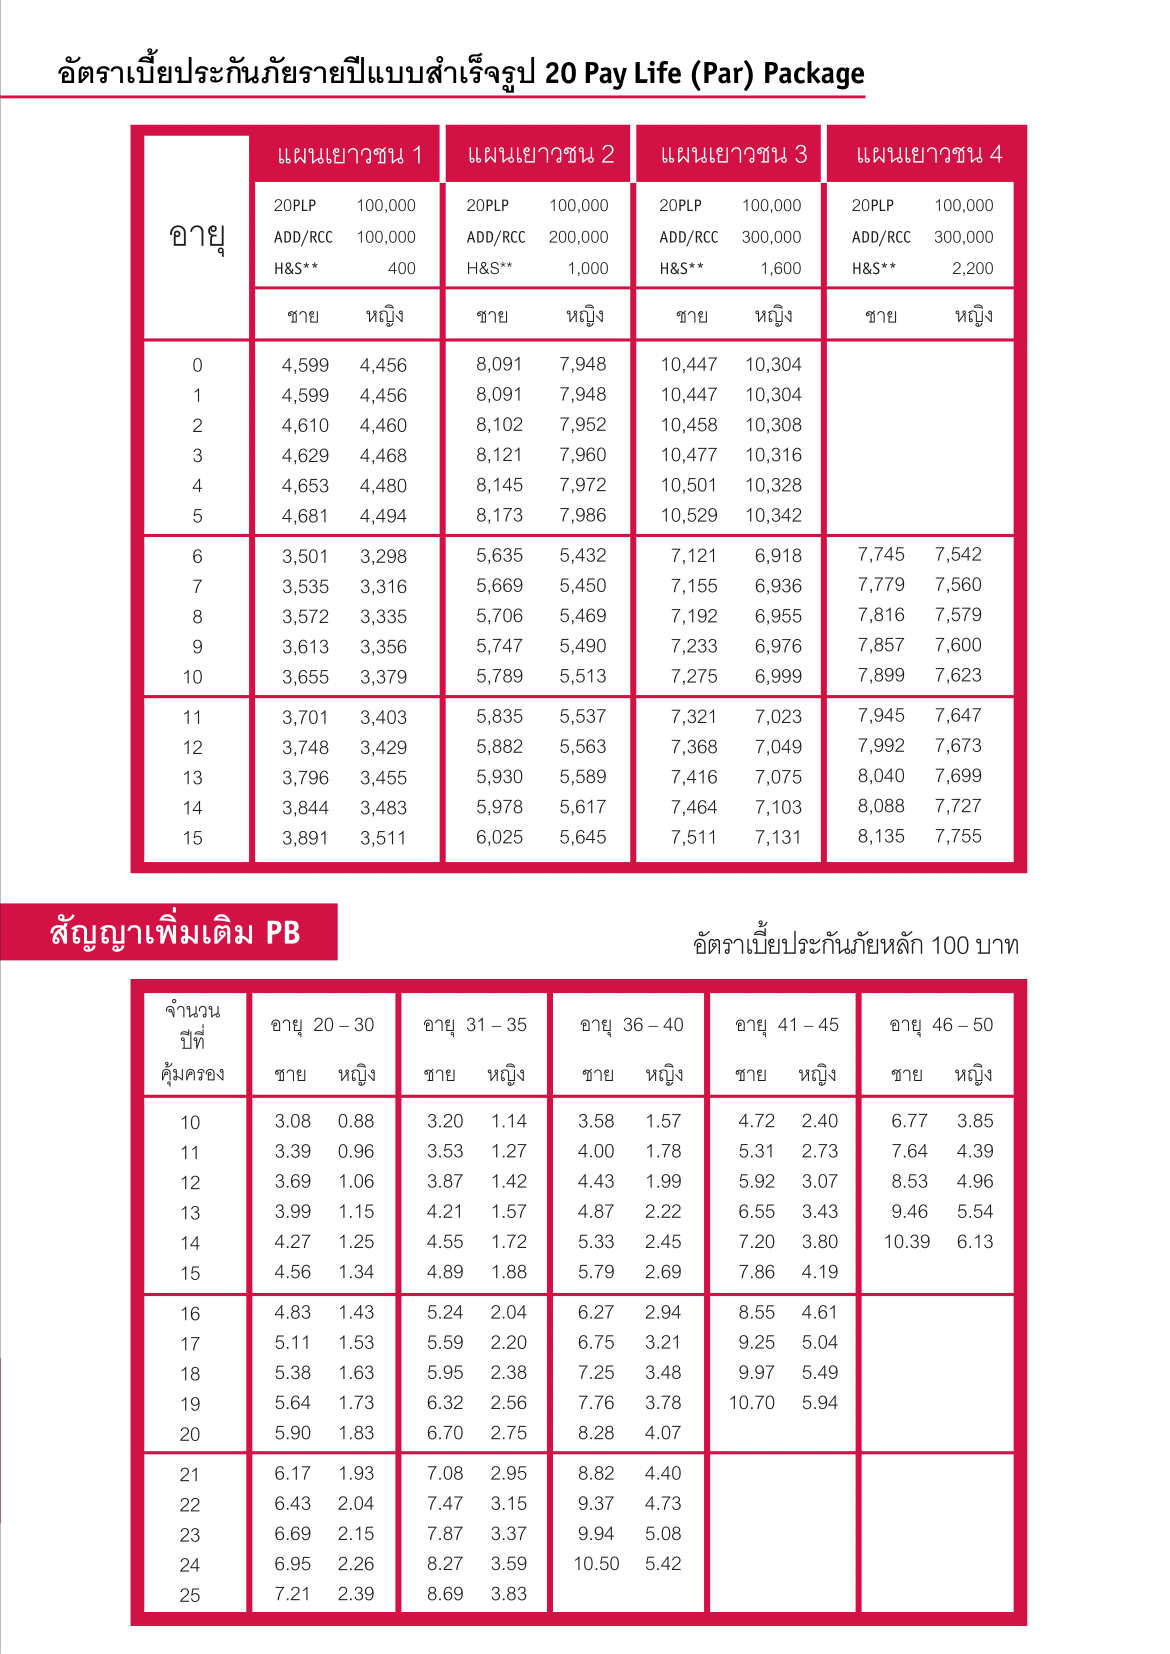 อัตราเบี้ยประกันภัยรายปีแบบสำเร็จรูป 20 Pay Life (Par) Package
อายุ แผนเยาวชน 1 แผนเยาวชน 2 แผนเยาวชน 3 แผนเยาวชน 4
20PLP 100,000 20PLP 100,000 20PLP 100,000 20PLP 100,000
ADD/RCC 100,000 ADD/RCC 200,000 ADD/RCC 300,000 ADD/RCC 300,000
H&S** 400 H&S** 1,000 H&S** 1,600 H&S** 2,200
ชาย หญิง ชาย หญิง ชาย หญิง ชาย หญิง
0 4,599 4,456 8,091 7,948 10,447 10,304
1 4,599 4,456 8,091 7,948 10,447 10,304
2 4,610 4,460 8,102 7,952 10,458 10,308
3 4,629 4,468 8,121 7,960 10,477 10,316
4 4,653 4,480 8,145 7,972 10,501 10,328
5 4,681 4,494 8,173 7,986 10,529 10,342
6 3,501 3,298 5,635 5,432 7,121 6,918 7,745 7,542
7 3,535 3,316 5,669 5,450 7,155 6,936 7,779 7,560
8 3,572 3,335 5,706 5,469 7,192 6,955 7,816 7,579
9 3,613 3,356 5,747 5,490 7,233 6,976 7,857 7,600
10 3,655 3,379 5,789 5,513 7,275 6,999 7,899 7,623
11 3,701 3,403 5,835 5,537 7,321 7,023 7,945 7,647
12 3,748 3,429 5,882 5,563 7,368 7,049 7,992 7,673
13 3,796 3,455 5,930 5,589 7,416 7,075 8,040 7,699
14 3,844 3,483 5,978 5,617 7,464 7,103 8,088 7,727
15 3,891 3,511 6,025 5,645 7,511 7,131 8,135 7,755
สัญญาเพิ่มเติม PB
อัตราเบี้ยประกันภัยหลัก 100 บาท
จำนวน
ปีที่
คุ้มครอง
อายุ 20 – 30 อายุ 31 – 35 อายุ 36 – 40 อายุ 41 – 45 อายุ 46 – 50
ชาย หญิง ชาย หญิง ชาย หญิง ชาย หญิง ชาย หญิง
10 3.08 0.88 3.20 1.14 3.58 1.57 4.72 2.40 6.77 3.85
11 3.39 0.96 3.53 1.27 4.00 1.78 5.31 2.73 7.64 4.39
12 3.69 1.06 3.87 1.42 4.43 1.99 5.92 3.07 8.53 4.96
13 3.99 1.15 4.21 1.57 4.87 2.22 6.55 3.43 9.46 5.54
14 4.27 1.25 4.55 1.72 5.33 2.45 7.20 3.80 10.39 6.13
15 4.56 1.34 4.89 1.88 5.79 2.69 7.86 4.19
16 4.83 1.43 5.24 2.04 6.27 2.94 8.55 4.61
17 5.11 1.53 5.59 2.20 6.75 3.21 9.25 5.04
18 5.38 1.63 5.95 2.38 7.25 3.48 9.97 5.49
19 5.64 1.73 6.32 2.56 7.76 3.78 10.70 5.94
20 5.90 1.83 6.70 2.75 8.28 4.07
21 6.17 1.93 7.08 2.95 8.82 4.40
22 6.43 2.04 7.47 3.15 9.37 4.73
23 6.69 2.15 7.87 3.37 9.94 5.08
24 6.95 2.26 8.27 3.59 10.50 5.42
25 7.21 2.39 8.69 3.83